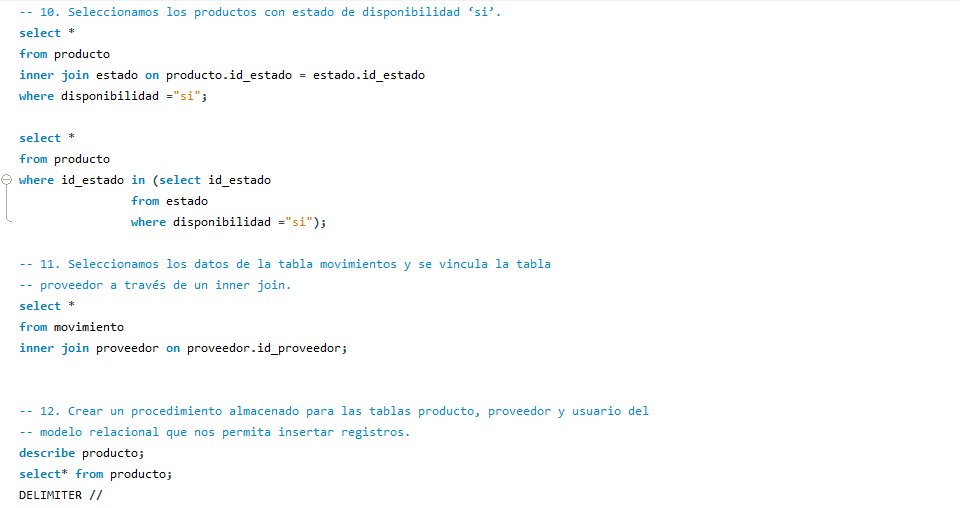 -- 10. Seleccionamos los productos con estado de disponibilidad ‘si’.
select *
from producto
inner join estado on producto.id_estado = estado.id_estado
where disponibilidad ="si";
select *
from producto
where id_estado in (select id_estado
from estado
where disponibilidad ="si");
-- 11. Seleccionamos los datos de la tabla movimientos y se vincula la tabla
-- proveedor a través de un inner join.
select *
from movimiento
inner join proveedor on proveedor.id_proveedor;
-- 12. Crear un procedimiento almacenado para las tablas producto, proveedor y usuario del
-- modelo relacional que nos permita insertar registros.
describe producto;
select* from producto;
DELIMITER //